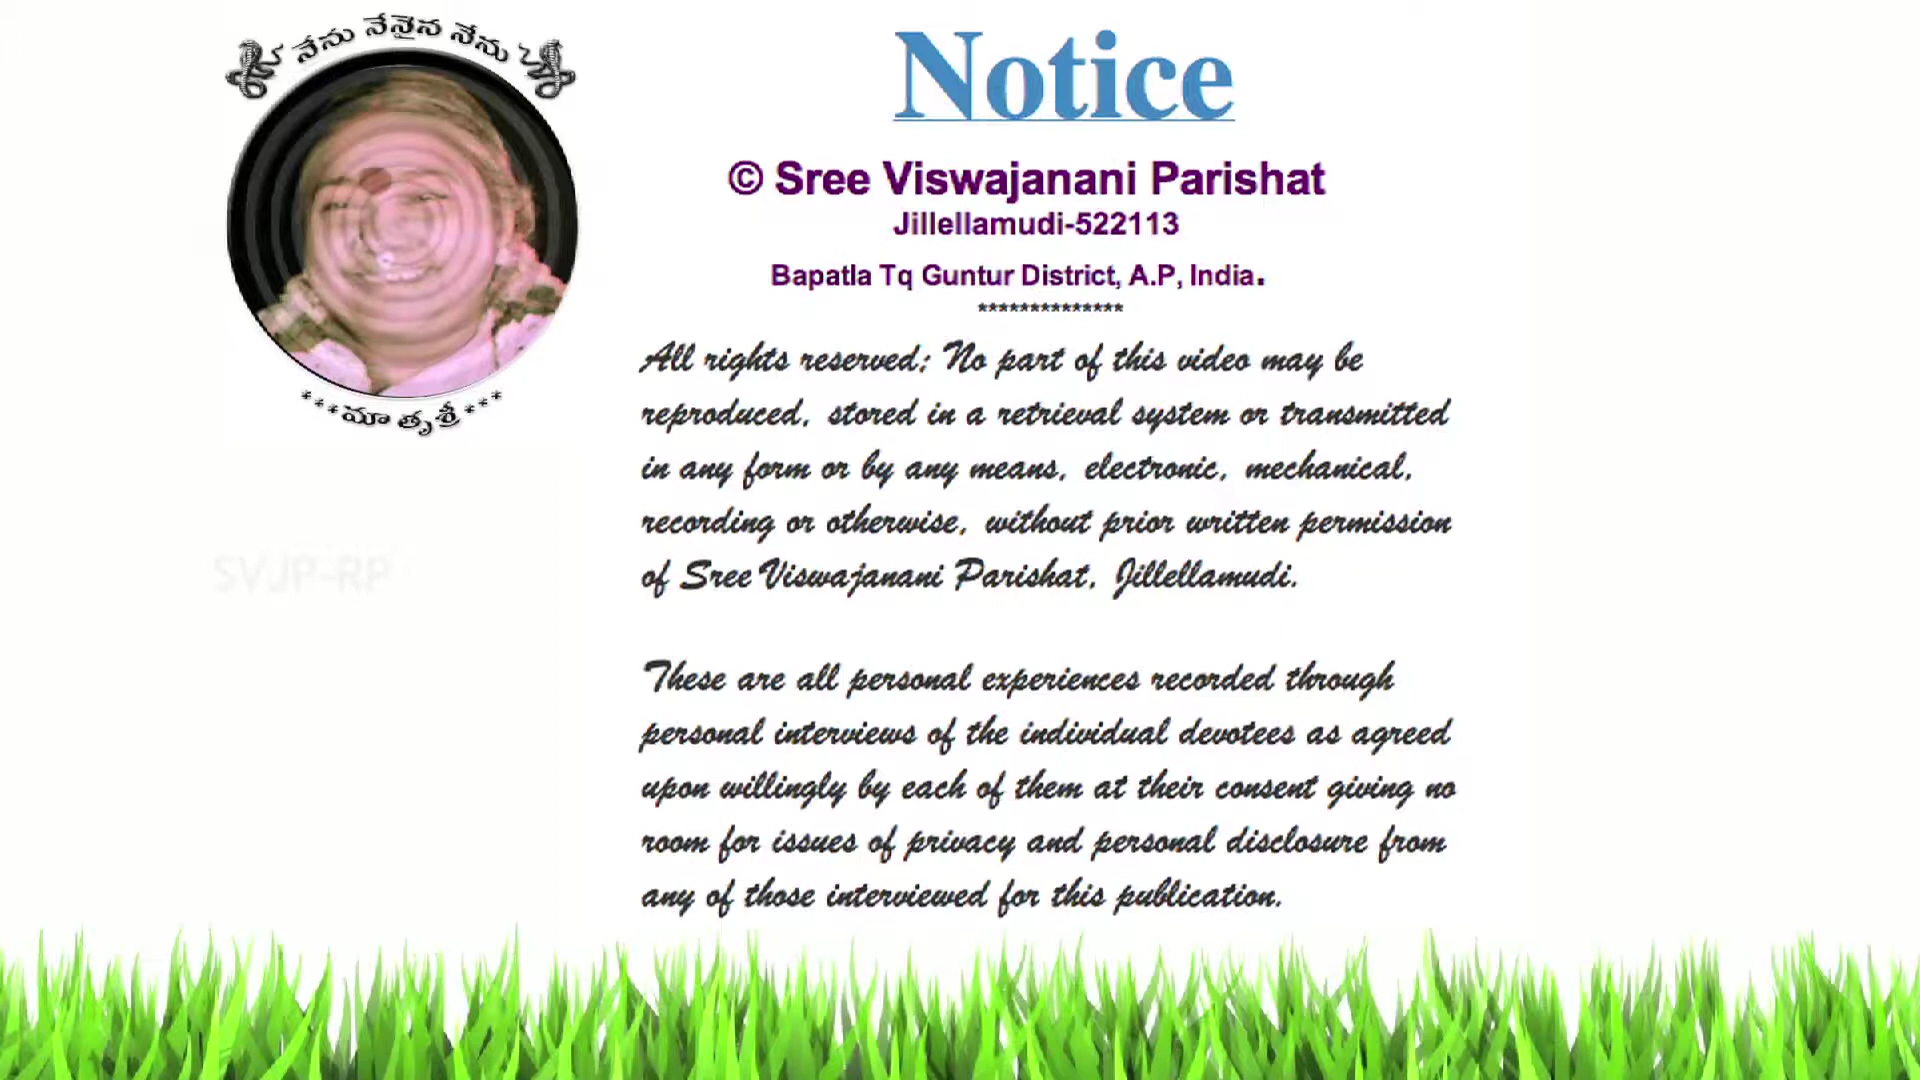 నేను నేనైన నేను
***మాతృశ్రీ***
Notice
© Sree Viswajanani Parishat
Jillellamudi-522113
Bapatla Tq Guntur District, A.P, India.
**************
All rights reserved; No part of this video may be
reproduced, stored in a retrieval system or transmitted
in any form or by any means, electronic, mechanical,
recording or otherwise, without prior written permission
of Sree Viswajanani Parishat, Jillellamudi.
SVJP-RP
These are all personal experiences recorded through
personal interviews of the individual devotees as agreed
upon willingly by each of them at their consent giving no
room for issues of privacy and personal disclosure from
any of those interviewed for this publication.